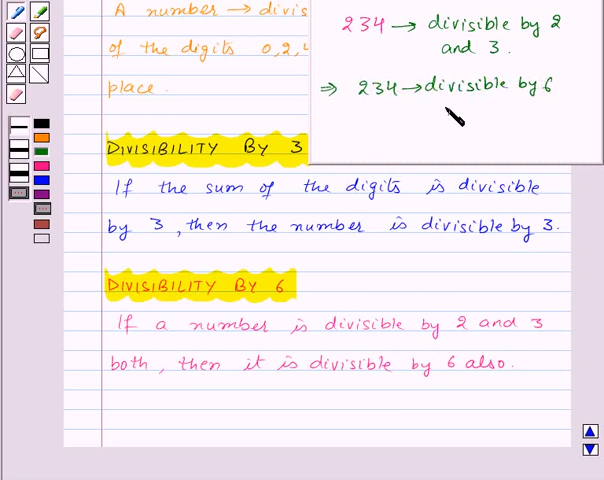 A number → divis
of the digits 0,2,4
place.
234 → divisible by 2
and 3.
⇒ 234 → divisible by 6
DIVISIBILITY BY 3
If the sum of the digits is divisible
by 3, then the number is divisible by 3.
DIVISIBILITY BY 6
If a number is divisible by 2 and 3
both, then it is divisible by 6 also.